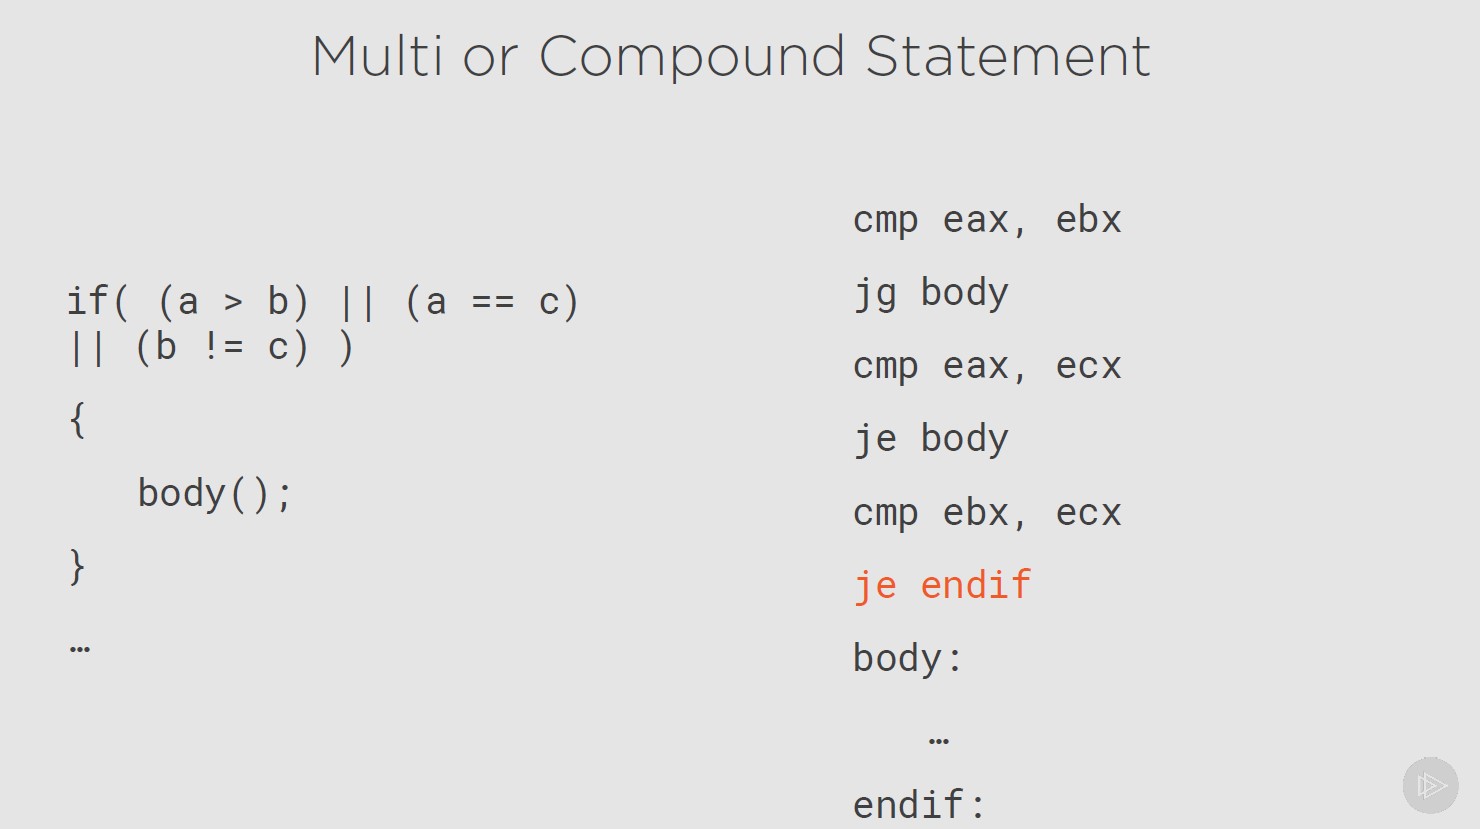 Multi or Compound Statement
if( (a > b) || (a == c)
|| (b != c) )
{
body();
}
…
cmp eax, ebx
jg body
cmp eax, ecx
je body
cmp ebx, ecx
je endif
body:
…
endif: